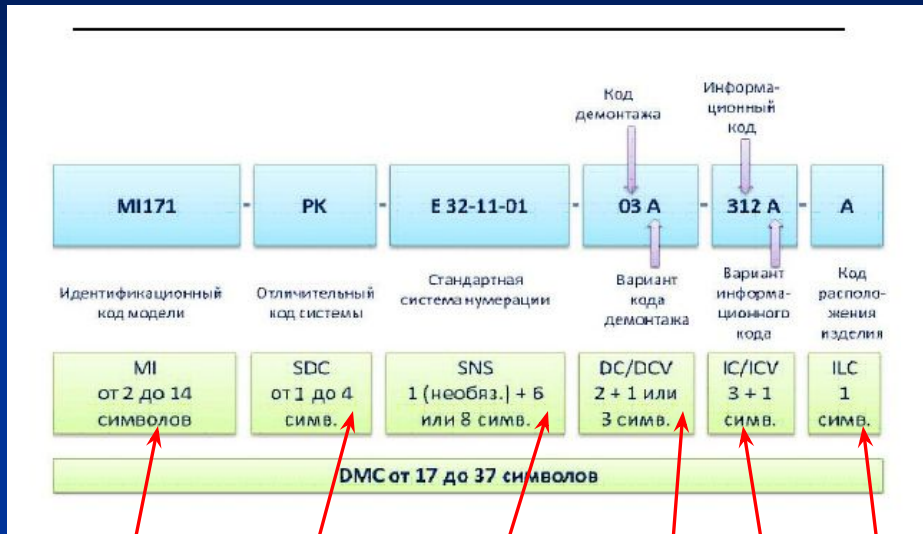 Код
демонтажа
Информа-
ционный
код
МI171 - РК - Е 32-11-01 - 03 А - 312 А - А
Идентификационный
код модели
Отличительный
код системы
Стандартная
система нумерации
Вариант
кода
демонтажа
Вариант
информа-
ционного
кода
Код
располо-
жения
изделия
MI
от 2 до 14
символов
SDC
от 1 до 4
симв.
SNS
1 (необяз.) + 6
или 8 симв.
DC/DCV
2 + 1 или
3 симв.
IC/ICV
3 + 1
симв.
ILC
1
симв.
DMC от 17 до 37 символов